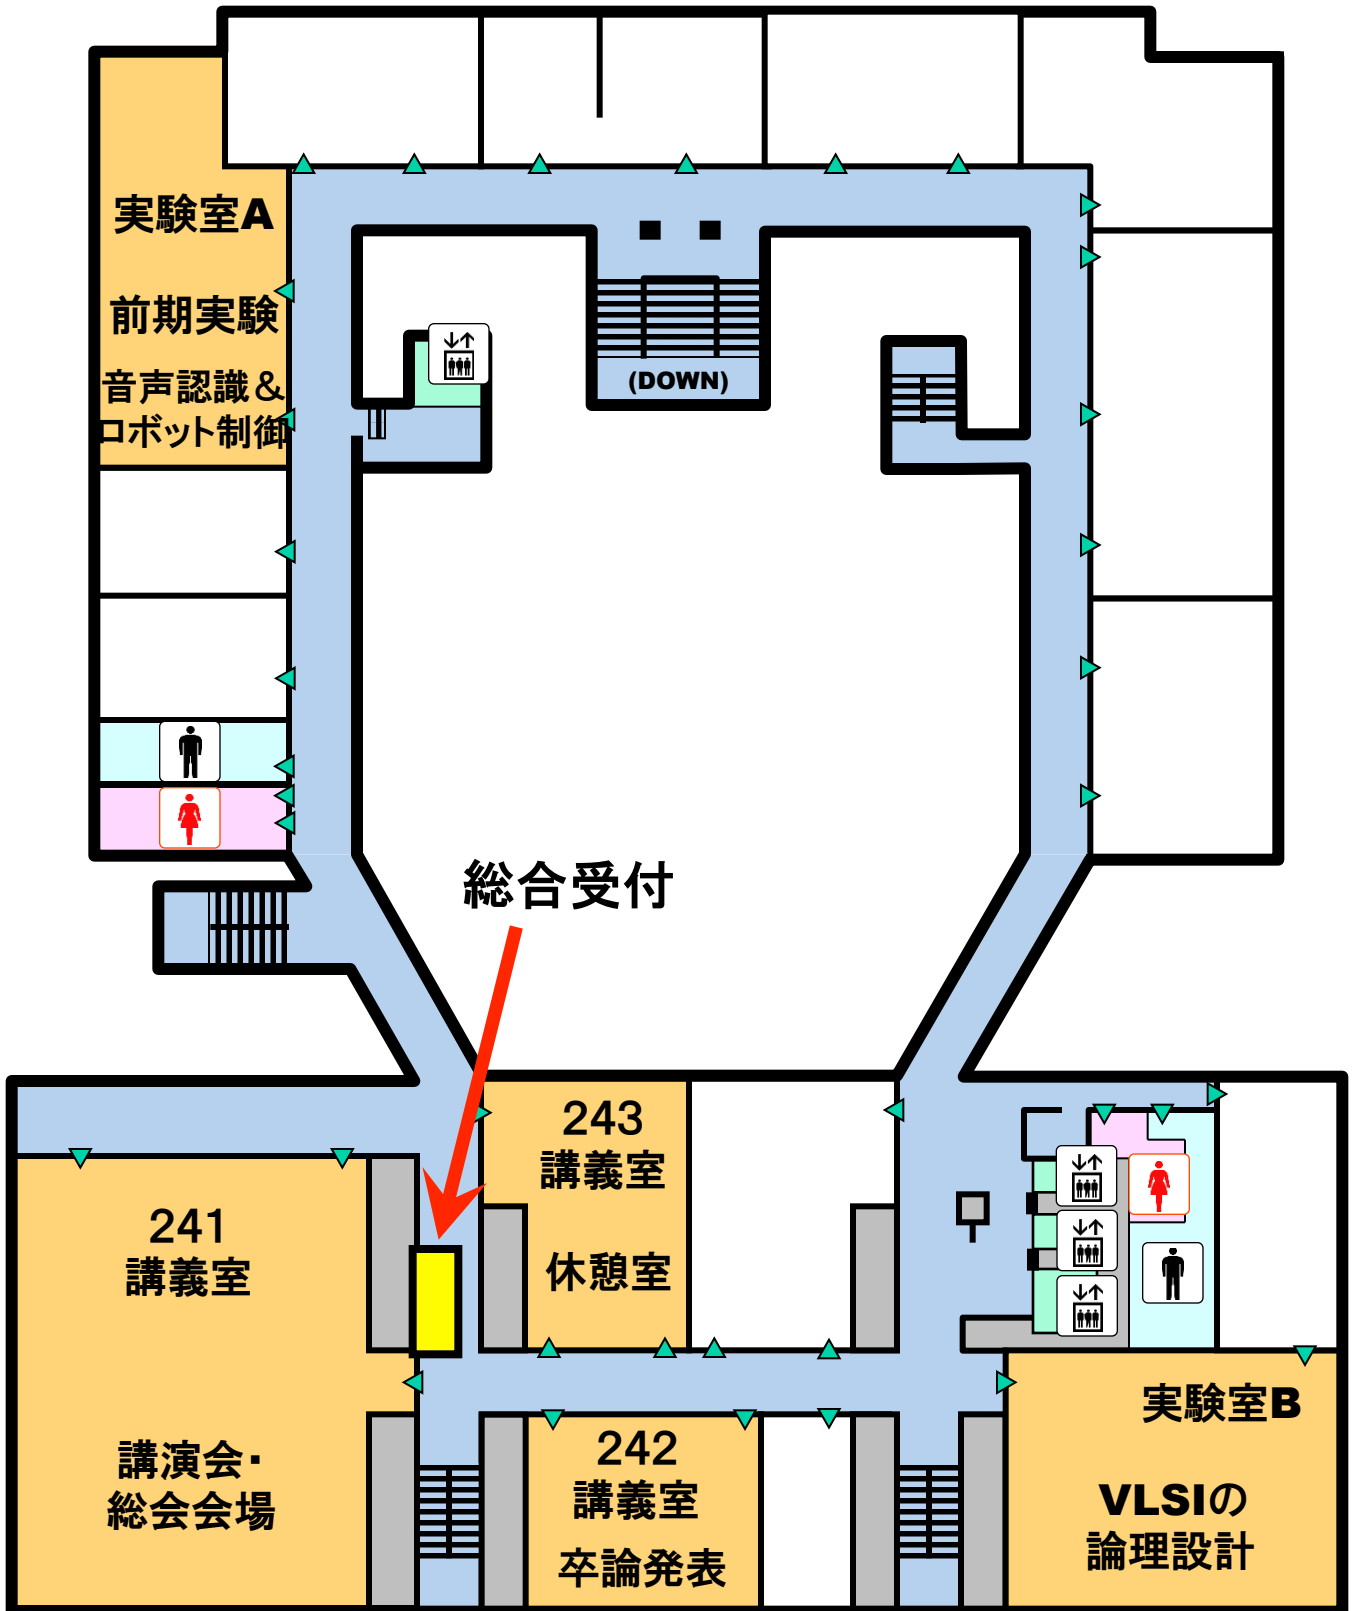 実験室A
前期実験
音声認識＆
ロボット制御
(DOWN)
総合受付
243
講義室
休憩室
241
講義室
講演会・
総会会場
242
講義室
卒論発表
実験室B
VLSIの
論理設計